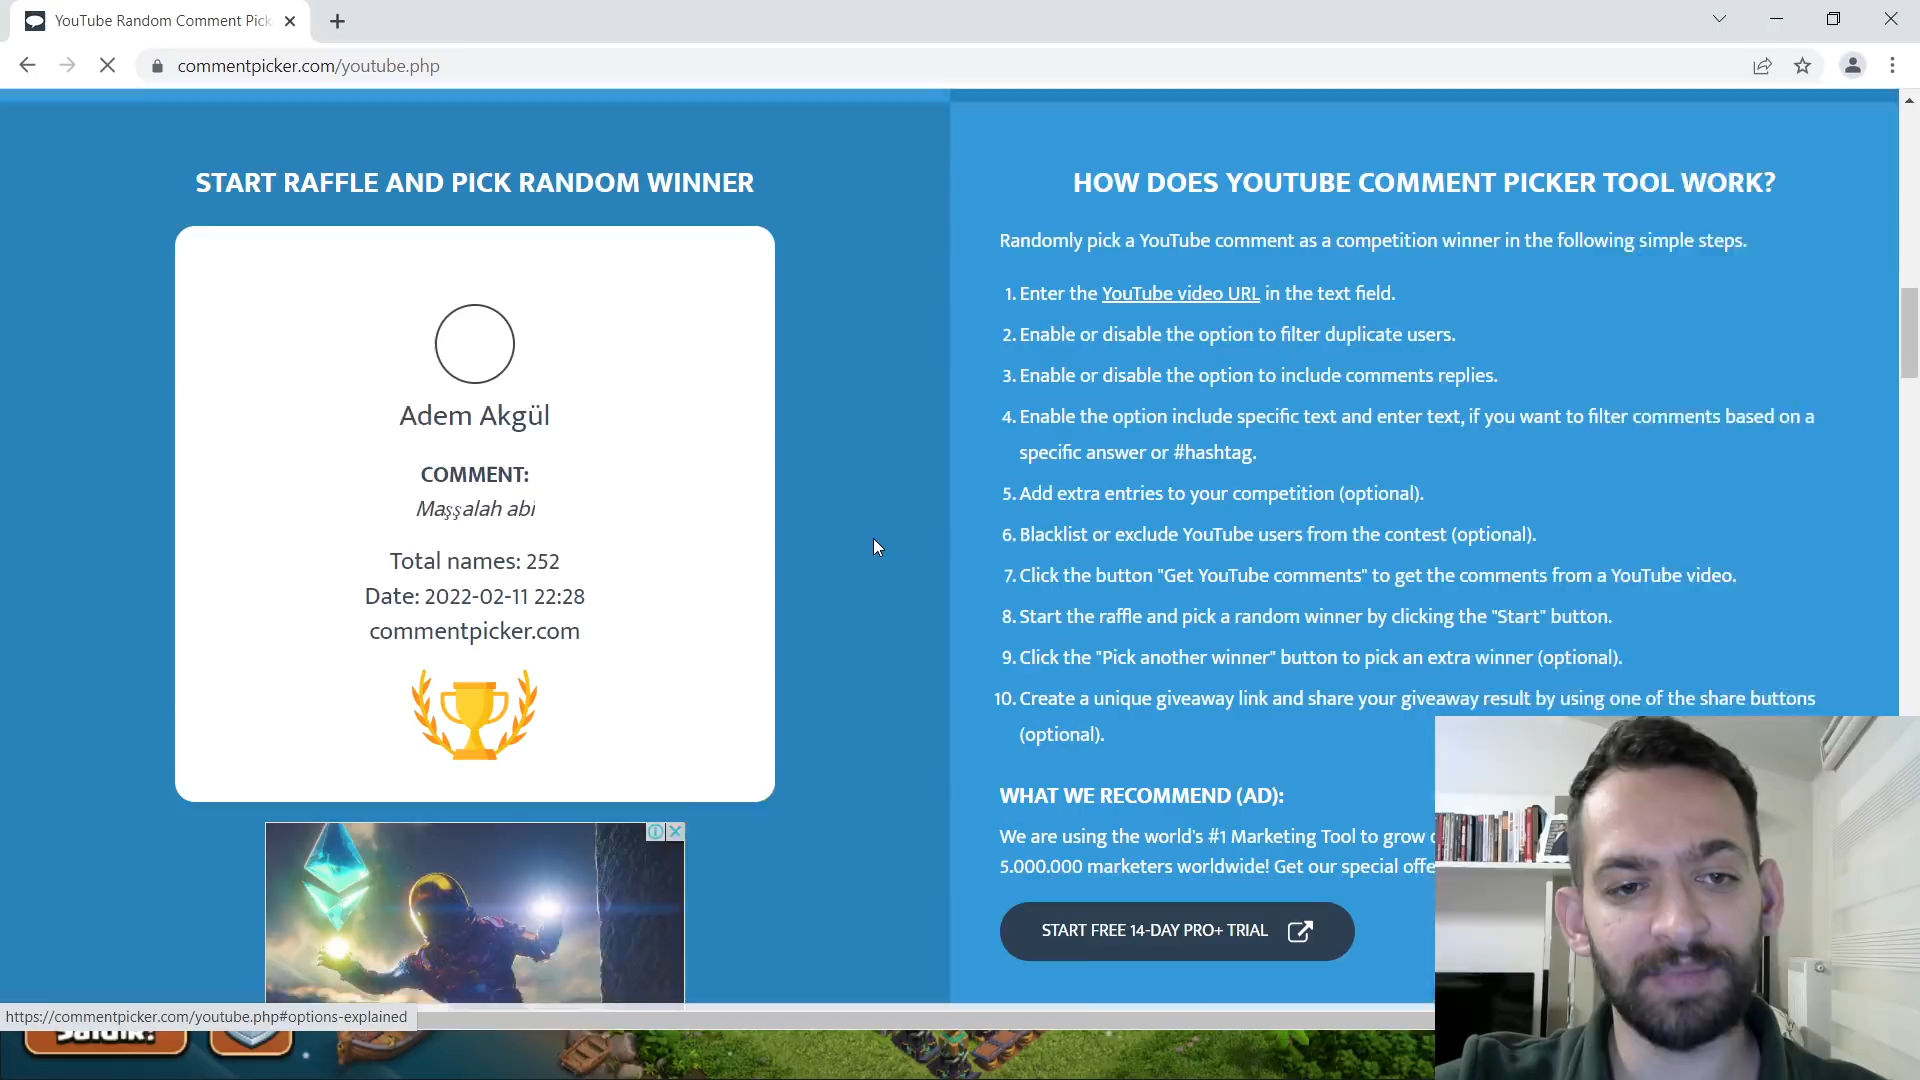 YouTube Random Comment Pick
commentpicker.com/youtube.php
START RAFFLE AND PICK RANDOM WINNER
Adem Akgül
COMMENT:
Maşşalah abi
Total names: 252
Date: 2022-02-11 22:28
commentpicker.com
HOW DOES YOUTUBE COMMENT PICKER TOOL WORK?
Randomly pick a YouTube comment as a competition winner in the following simple steps.
1. Enter the YouTube video URL in the text field.
2. Enable or disable the option to filter duplicate users.
3. Enable or disable the option to include comments replies.
4. Enable the option include specific text and enter text, if you want to filter comments based on a
specific answer or #hashtag.
5. Add extra entries to your competition (optional).
6. Blacklist or exclude YouTube users from the contest (optional).
7. Click the button "Get YouTube comments" to get the comments from a YouTube video.
8. Start the raffle and pick a random winner by clicking the "Start" button.
9. Click the "Pick another winner" button to pick an extra winner (optional).
10. Create a unique giveaway link and share your giveaway result by using one of the share buttons
(optional).
WHAT WE RECOMMEND (AD):
We are using the world's #1 Marketing Tool to grow
5.000.000 marketers worldwide! Get our special offe
START FREE 14-DAY PRO+ TRIAL
https://commentpicker.com/youtube.php#options-explained